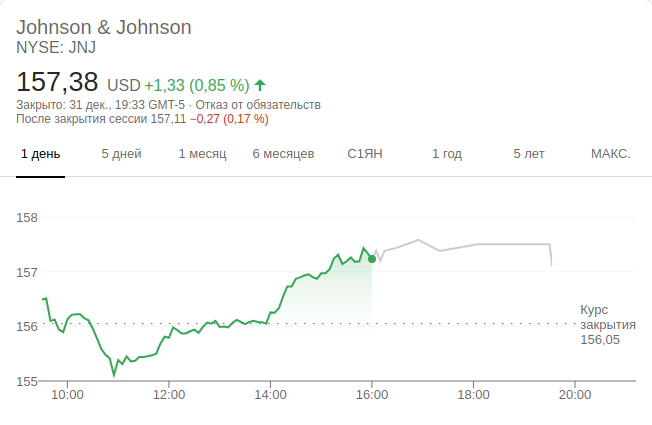 Johnson & Johnson
NYSE: JNJ
157,38 USD +1,33 (0,85 %)
Закрыто: 31 дек., 19:33 GMT-5 · Отказ от обязательств
После закрытия сессии 157,11 −0,27 (0,17 %)
1 день 5 дней 1 месяц 6 месяцев С1ЯН 1 год 5 лет МАКС.
158
157
156
155
Курс
закрытия
156,05
10:00 12:00 14:00 16:00 18:00 20:00